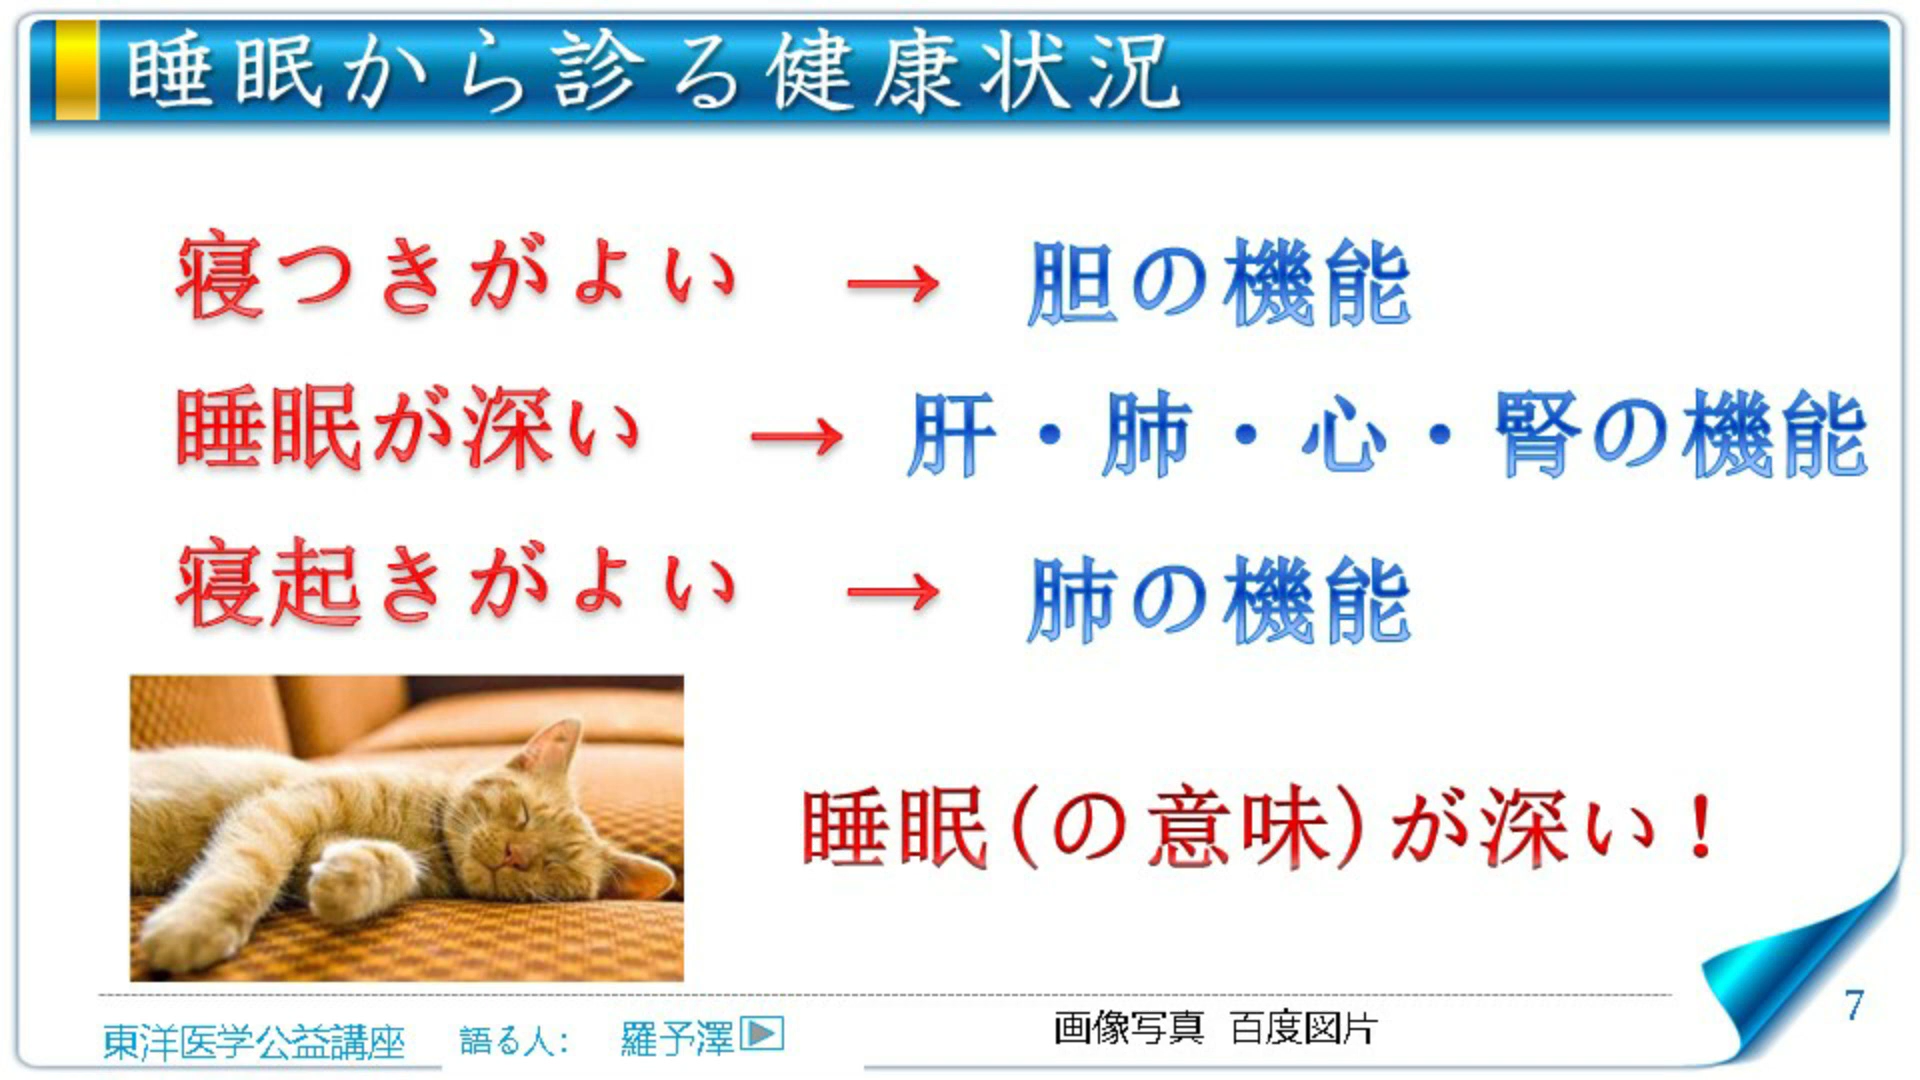 睡眠から診る健康状況
寝つきがよい → 胆の機能
睡眠が深い → 肝・肺・心・腎の機能
寝起きがよい → 肺の機能
睡眠(の意味)が深い！
東洋医学公益講座 語る人： 羅予澤
画像写真 百度図片
7